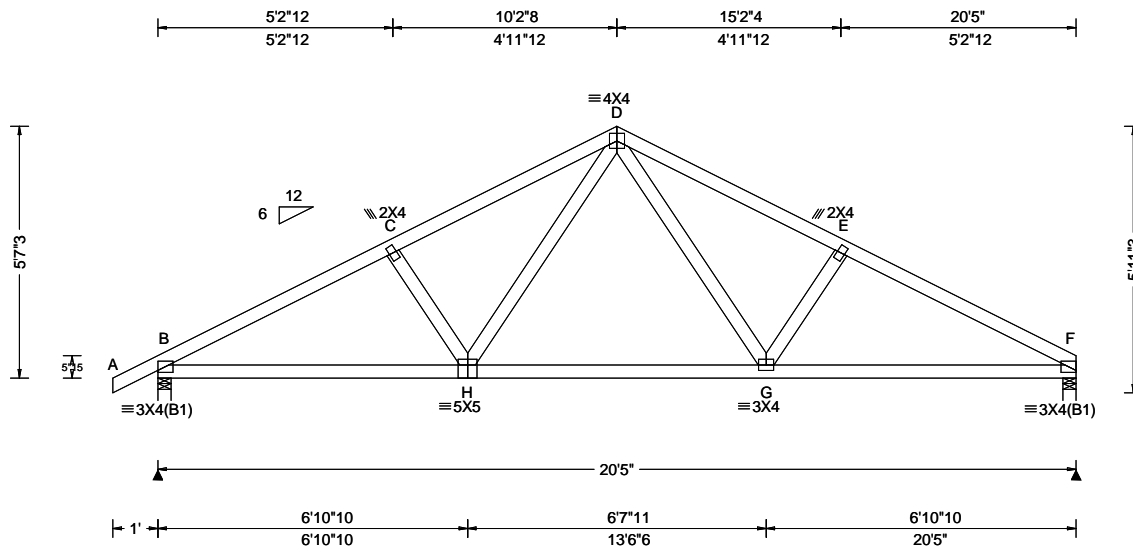 5'2"12 10'2"8 15'2"4 20'5"
5'2"12 4'11"12 4'11"12 5'2"12
≡4X4
D
12
6
2X4 2X4
C E
5'7"3
B F
A
≡3X4(B1) H G ≡3X4(B1)
≡5X5 ≡3X4
20'5"
6'10"10 6'7"11 6'10"10
1'
6'10"10 13'6"6 20'5"